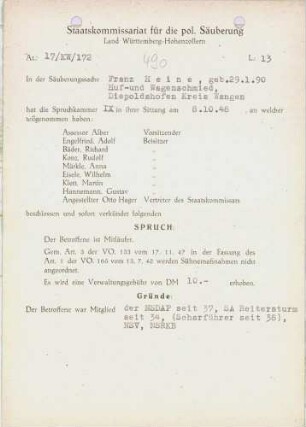 Staatskommissariat für die pol. Säuberung
Land Württemberg-Hohenzollern
Az: 17/KW/172
490
L: 13
In der Säuberungssache Franz Heine, geb.29.1.90
Huf-und Wagenschmied,
Diepoldshofen Kreis Wangen
hat die Spruchkammer IX in ihrer Sitzung am 8.10.48, an welcher
teilgenommen haben:
Assessor Alber Vorsitzender
Engelfried, Adolf Beisitzer
Bäder, Richard "
Kanz, Rudolf "
Märkle, Anna "
Eisele, Wilhelm "
Klett, Martin "
Hannemann, Gustav "
Angestellter Otto Hager Vertreter des Staatskommissars
beschlossen und sofort verkündet folgenden
SPRUCH:
Der Betroffene ist Mitläufer.
Gem. Art. 3 der VO. 133 vom 17. 11. 47 in der Fassung des
Art. 1 der VO. 165 vom 13. 7. 48 werden Sühnemaßnahmen nicht
angeordnet.
Es wird eine Verwaltungsgebühr von DM 10.- erhoben.
Gründe:
Der Betroffene war Mitglied der NSDAP seit 37, SA Reitersturm
seit 34, (Scharführer seit 38),
NSV, NSRKB